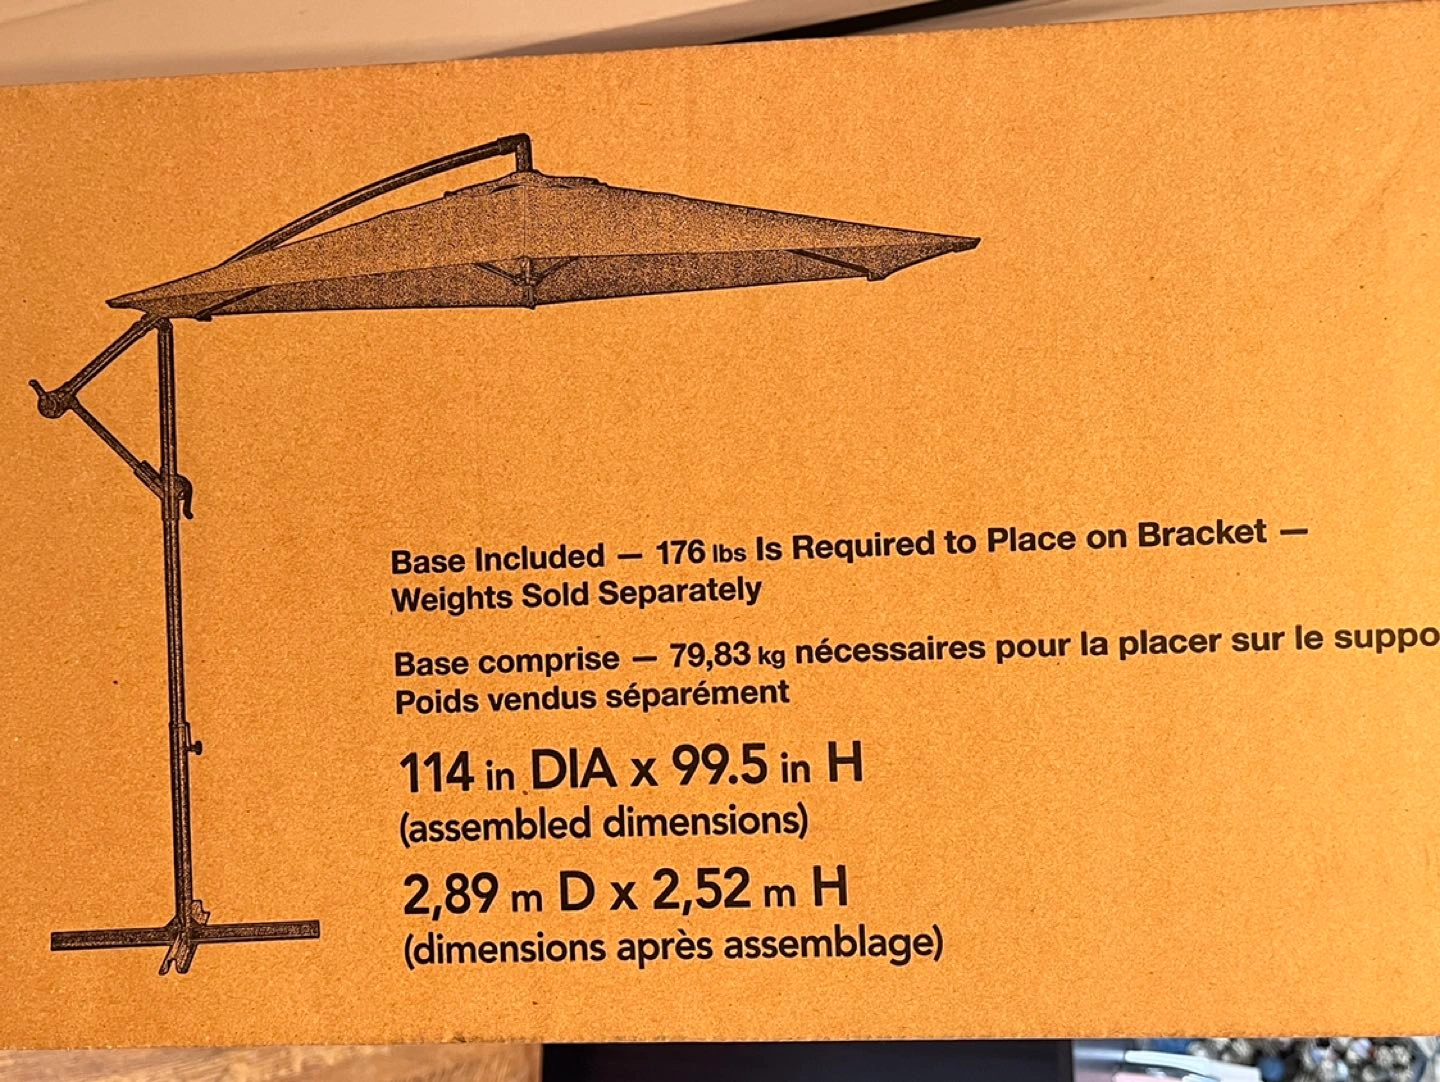 Base Included — 176 lbs Is Required to Place on Bracket —
Weights Sold Separately
Base comprise — 79,83 kg nécessaires pour la placer sur le suppo
Poids vendus séparément
114 in DIA x 99.5 in H
(assembled dimensions)
2,89 m D x 2,52 m H
(dimensions après assemblage)